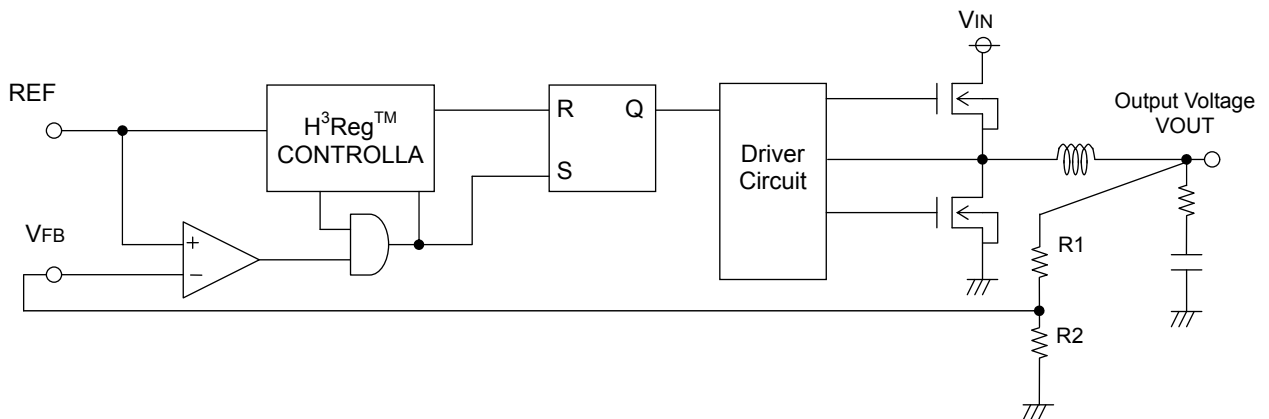 VIN
REF
H³Reg™
CONTROLLA
R
Q
S
Driver
Circuit
Output Voltage
VOUT
VFB
+
−
R1
R2